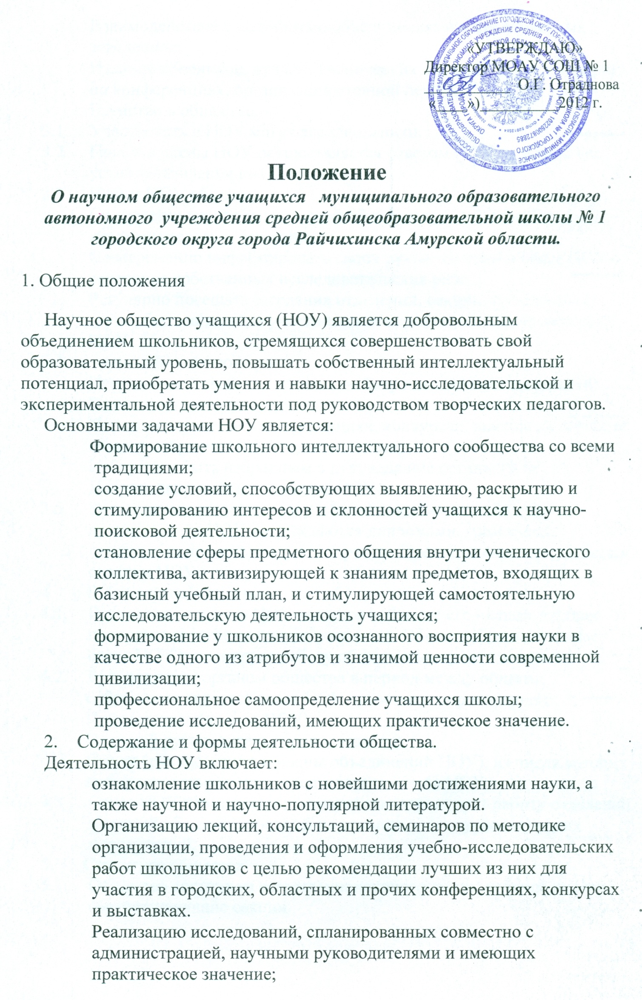 «УТВЕРЖДАЮ»
Директор МОАУ СОШ № 1
___________ О.Г. Отраднова
«____»)__________2012 г.
Положение
О научном обществе учащихся муниципального образовательного
автономного учреждения средней общеобразовательной школы № 1
городского округа города Райчихинска Амурской области.
1. Общие положения
Научное общество учащихся (НОУ) является добровольным
объединением школьников, стремящихся совершенствовать свой
образовательный уровень, повышать собственный интеллектуальный
потенциал, приобретать умения и навыки научно-исследовательской и
экспериментальной деятельности под руководством творческих педагогов.
Основными задачами НОУ является:
Формирование школьного интеллектуального сообщества со всеми
традициями;
создание условий, способствующих выявлению, раскрытию и
стимулированию интересов и склонностей учащихся к научно-
поисковой деятельности;
становление сферы предметного общения внутри ученического
коллектива, активизирующей к знаниям предметов, входящих в
базисный учебный план, и стимулирующей самостоятельную
исследовательскую деятельность учащихся;
формирование у школьников осознанного восприятия науки в
качестве одного из атрибутов и значимой ценности современной
цивилизации;
профессиональное самоопределение учащихся школы;
проведение исследований, имеющих практическое значение.
2. Содержание и формы деятельности общества.
Деятельность НОУ включает:
ознакомление школьников с новейшими достижениями науки, а
также научной и научно-популярной литературой.
Организацию лекций, консультаций, семинаров по методике
организации, проведения и оформления учебно-исследовательских
работ школьников с целью рекомендации лучших из них для
участия в городских, областных и прочих конференциях, конкурсах
и выставках.
Реализацию исследований, спланированных совместно с
администрацией, научными руководителями и имеющих
практическое значение;